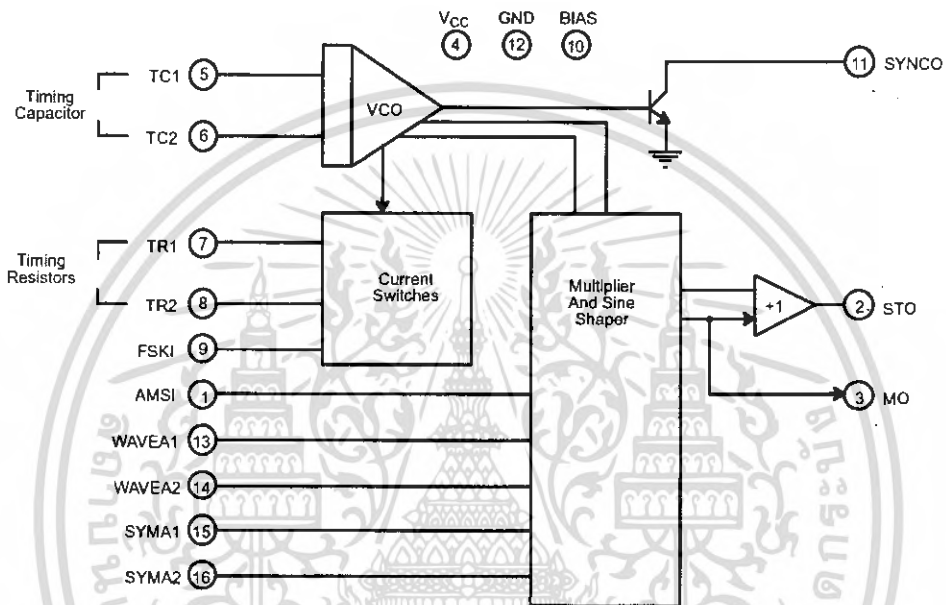 VCC GND BIAS
4 12 10
TC1 5
11 SYNCO
Timing
Capacitor
VCO
TC2 6
TR1 7
Timing
Resistors
Current
Switches
Multiplier
And Sine
Shaper
TR2 8
+1
2 STO
FSKI 9
AMSI 1
3 MO
WAVEA1 13
WAVEA2 14
SYMA1 15
SYMA2 16